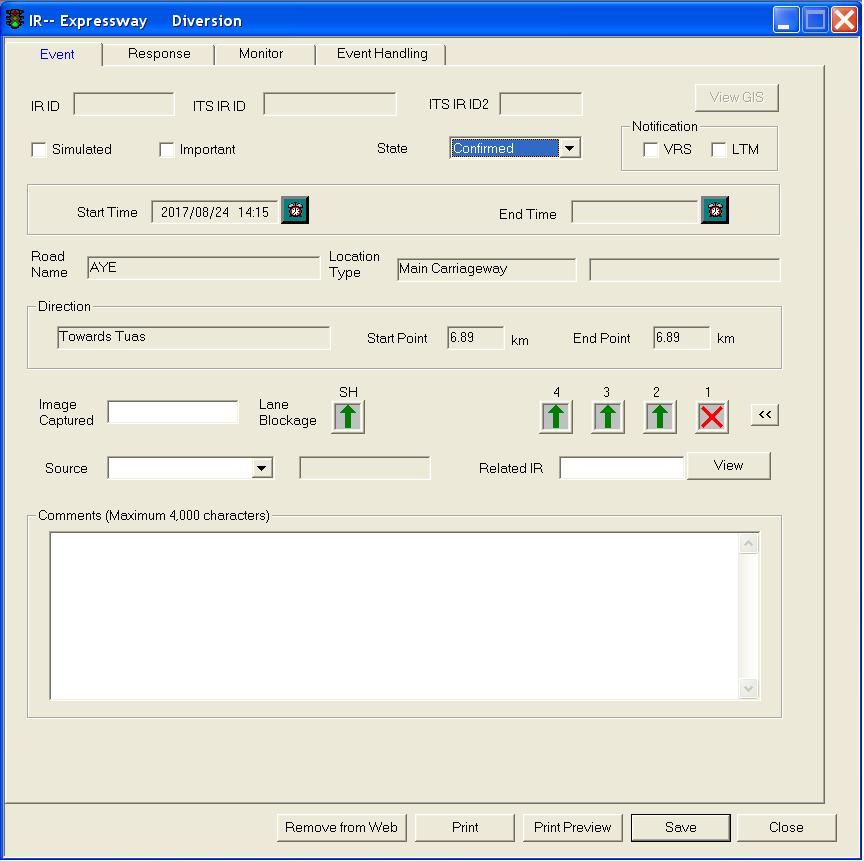 IR-- Expressway Diversion
Event Response Monitor Event Handling
IR ID ITS IR ID ITS IR ID2 View GIS
Notification
Simulated Important State Confirmed VRS LTM
Start Time 2017/08/24 14:15 End Time
Road Name AYE Location Type Main Carriageway
Direction
Towards Tuas Start Point 6.89 km End Point 6.89 km
SH 4 3 2 1
Image Captured Lane Blockage <<
Source Related IR View
Comments (Maximum 4,000 characters)
Remove from Web Print Print Preview Save Close